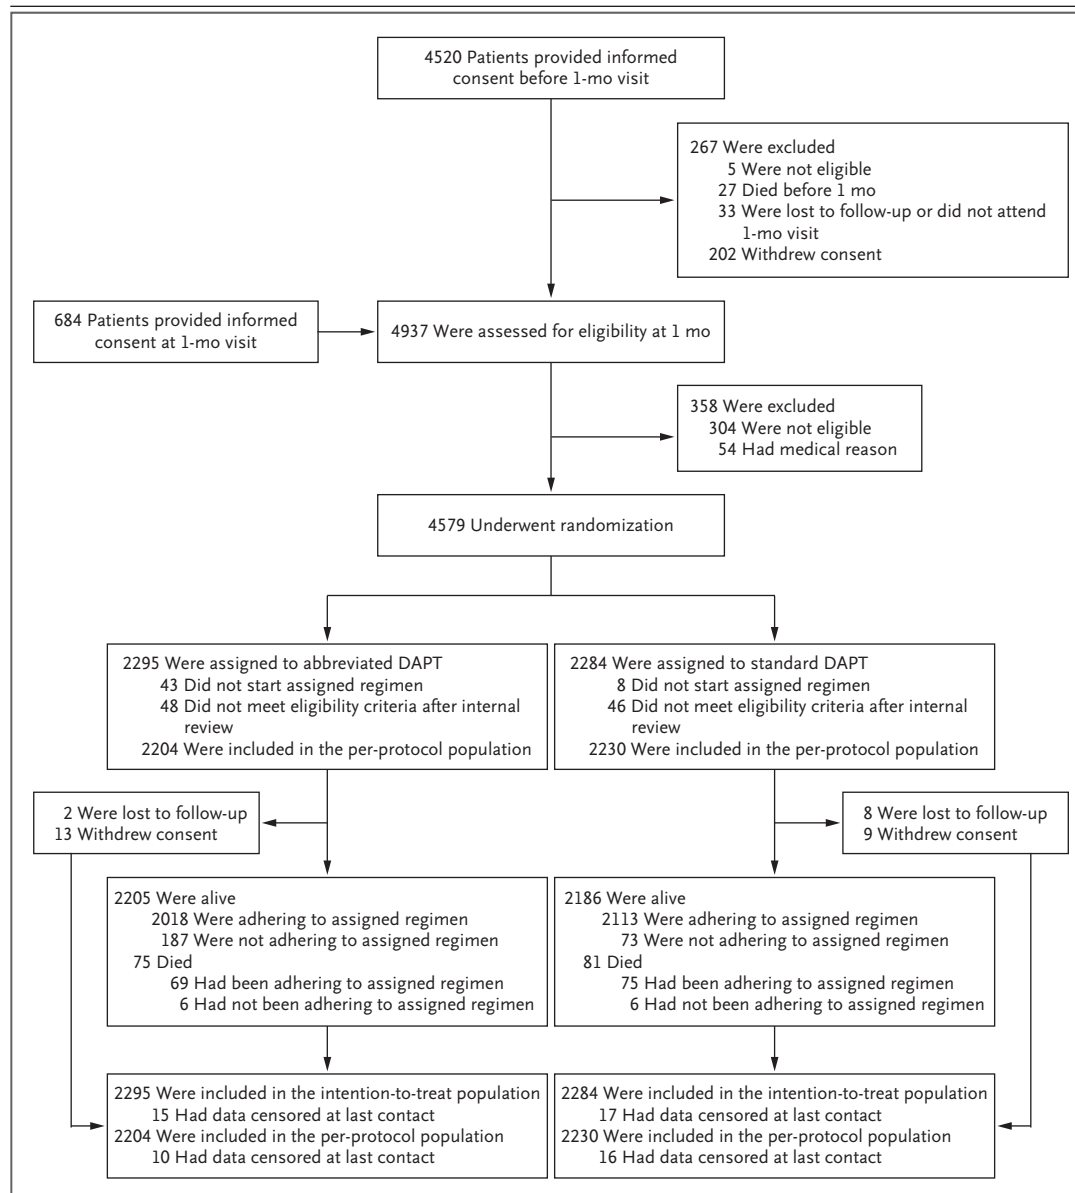 4520 Patients provided informed
consent before 1-mo visit
267 Were excluded
5 Were not eligible
27 Died before 1 mo
33 Were lost to follow-up or did not attend
1-mo visit
202 Withdrew consent
684 Patients provided informed
consent at 1-mo visit
4937 Were assessed for eligibility at 1 mo
358 Were excluded
304 Were not eligible
54 Had medical reason
4579 Underwent randomization
2295 Were assigned to abbreviated DAPT
43 Did not start assigned regimen
48 Did not meet eligibility criteria after internal
review
2204 Were included in the per-protocol population
2284 Were assigned to standard DAPT
8 Did not start assigned regimen
46 Did not meet eligibility criteria after internal
review
2230 Were included in the per-protocol population
2 Were lost to follow-up
13 Withdrew consent
8 Were lost to follow-up
9 Withdrew consent
2205 Were alive
2018 Were adhering to assigned regimen
187 Were not adhering to assigned regimen
75 Died
69 Had been adhering to assigned regimen
6 Had not been adhering to assigned regimen
2186 Were alive
2113 Were adhering to assigned regimen
73 Were not adhering to assigned regimen
81 Died
75 Had been adhering to assigned regimen
6 Had not been adhering to assigned regimen
2295 Were included in the intention-to-treat population
15 Had data censored at last contact
2204 Were included in the per-protocol population
10 Had data censored at last contact
2284 Were included in the intention-to-treat population
17 Had data censored at last contact
2230 Were included in the per-protocol population
16 Had data censored at last contact